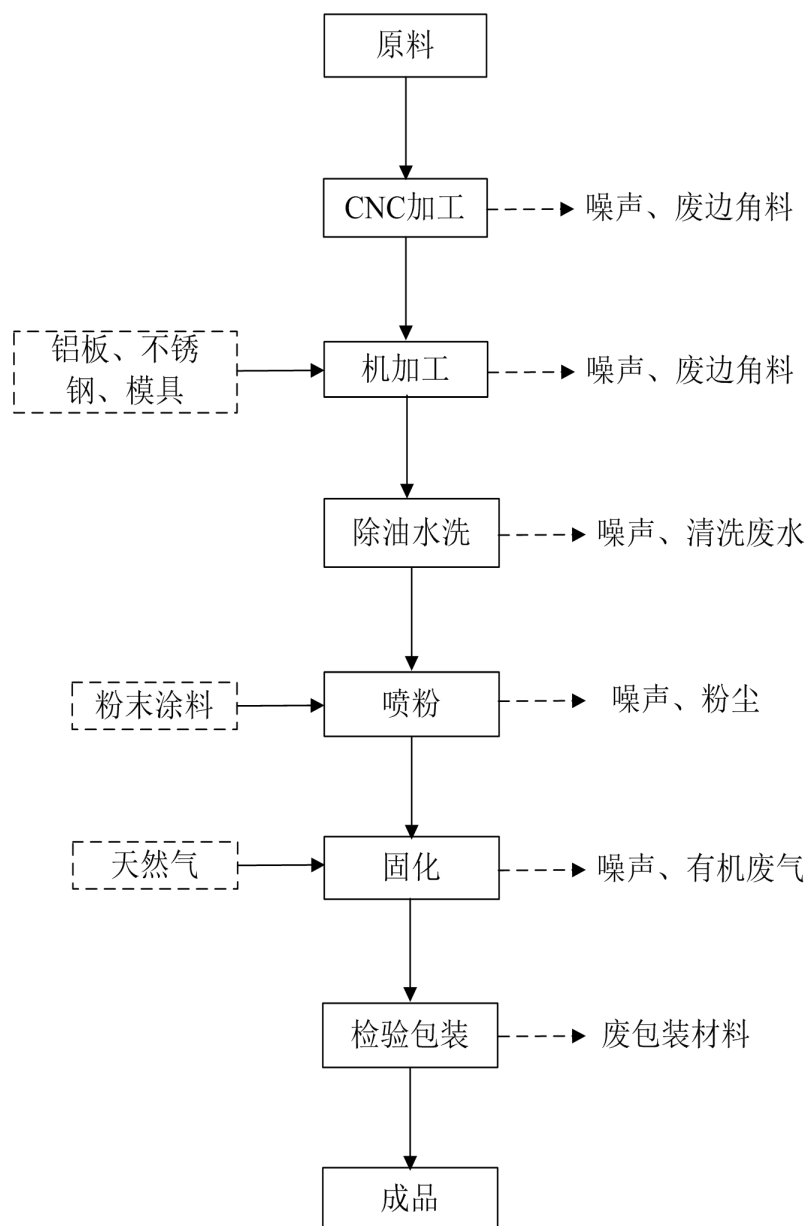 原料
CNC加工
噪声、废边角料
铝板、不锈
钢、模具
机加工
噪声、废边角料
除油水洗
噪声、清洗废水
粉末涂料
喷粉
噪声、粉尘
天然气
固化
噪声、有机废气
检验包装
废包装材料
成品